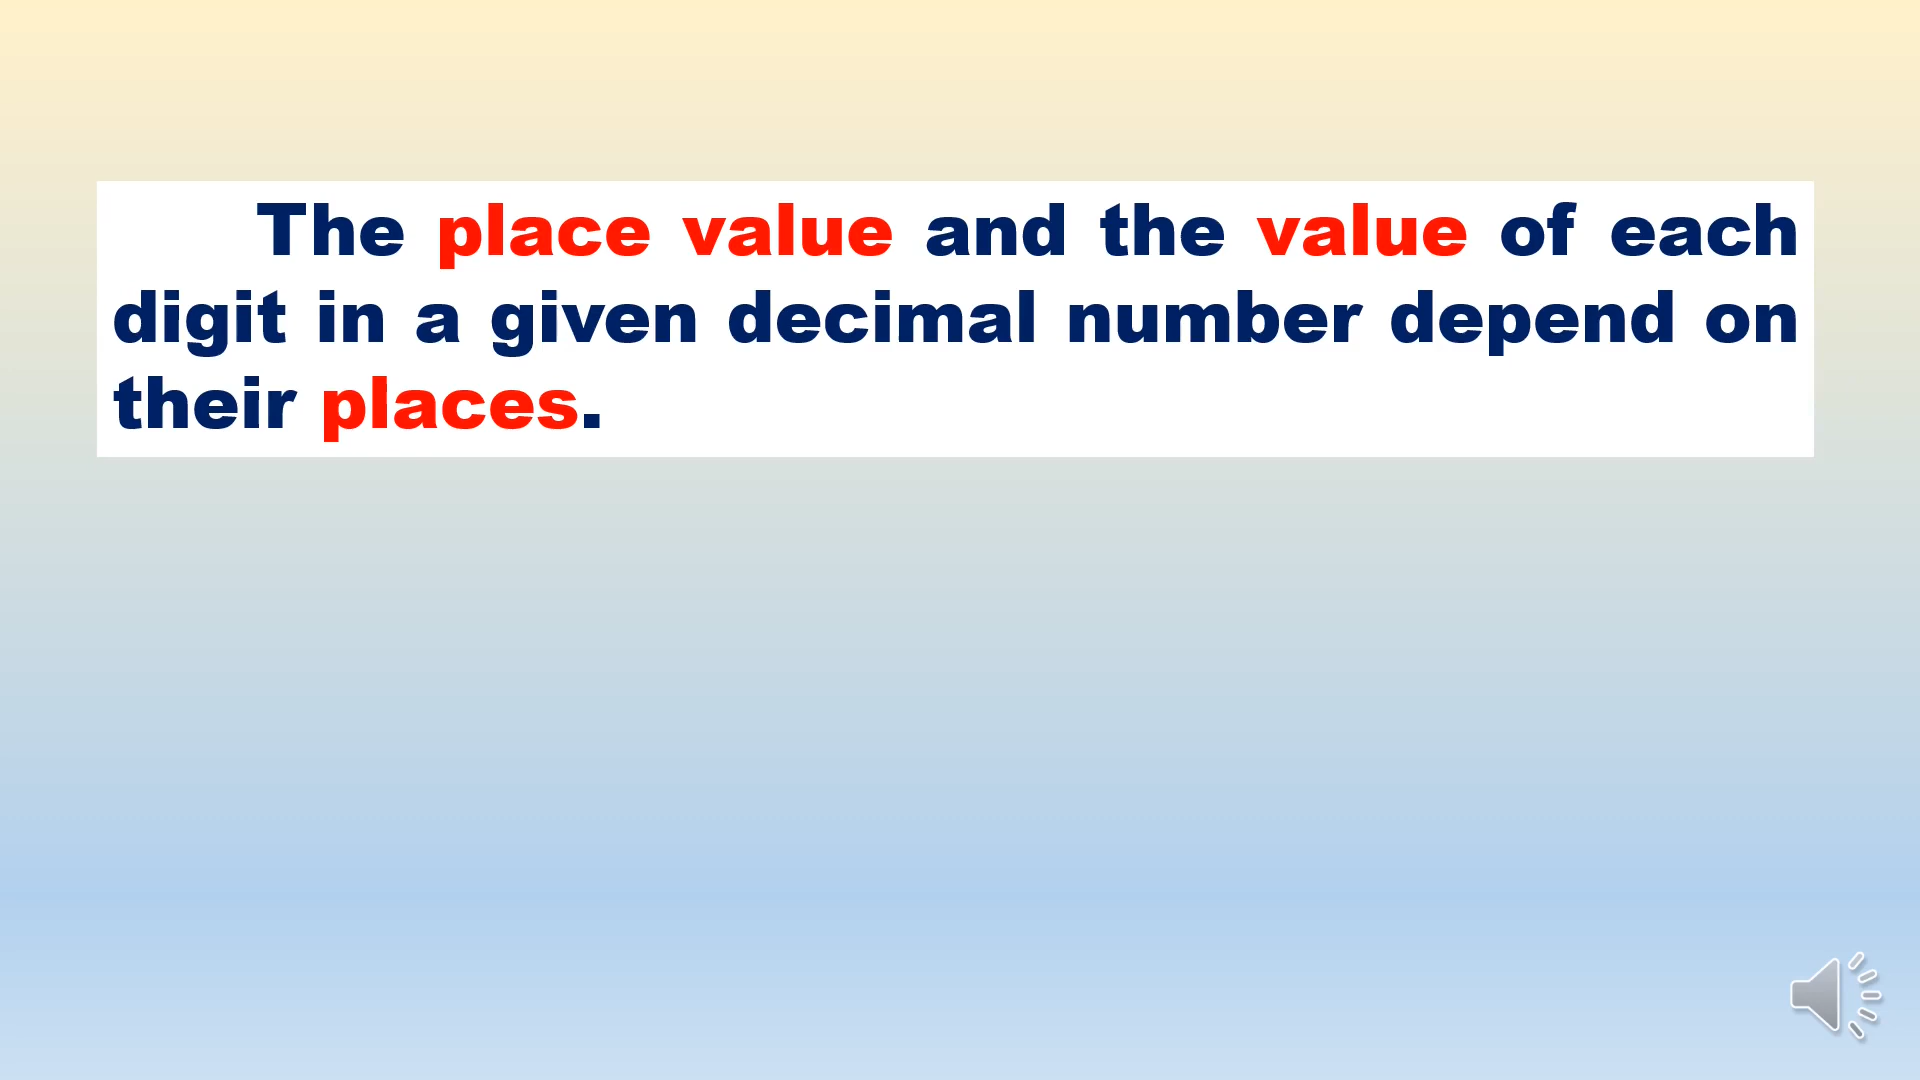 The place value and the value of each
digit in a given decimal number depend on
their places.